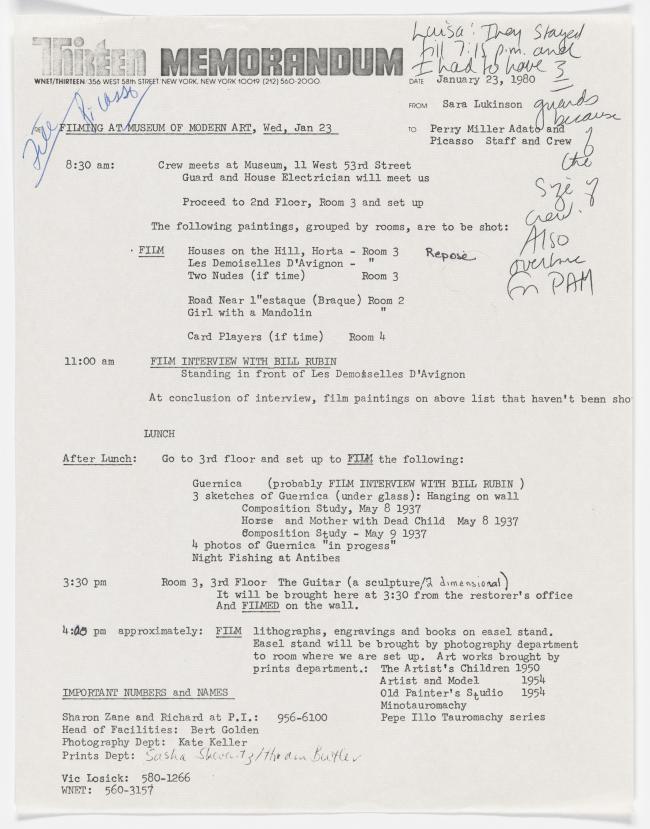 Thirteen MEMORANDUM
WNET/THIRTEEN 356 WEST 58th STREET NEW YORK, NEW YORK 10019 (212) 560-2000
Luisa: They stayed
till 7:15 p.m. and
I had to have 3
guards
because
of
the
size of
crew.
Also
overtime
for PAM
File Picasso
DATE January 23, 1980
FROM Sara Lukinson
TO Perry Miller Adato and
Picasso Staff and Crew
RE FILMING AT MUSEUM OF MODERN ART, Wed, Jan 23
8:30 am: Crew meets at Museum, 11 West 53rd Street
Guard and House Electrician will meet us
Proceed to 2nd Floor, Room 3 and set up
The following paintings, grouped by rooms, are to be shot:
· FILM Houses on the Hill, Horta - Room 3 Repose
Les Demoiselles D'Avignon - "
Two Nudes (if time) Room 3
Road Near l"estaque (Braque) Room 2
Girl with a Mandolin "
Card Players (if time) Room 4
11:00 am FILM INTERVIEW WITH BILL RUBIN
Standing in front of Les Demoiselles D'Avignon
At conclusion of interview, film paintings on above list that haven't been sho
LUNCH
After Lunch: Go to 3rd floor and set up to FILM the following:
Guernica (probably FILM INTERVIEW WITH BILL RUBIN )
3 sketches of Guernica (under glass): Hanging on wall
Composition Study, May 8 1937
Horse and Mother with Dead Child May 8 1937
Composition Study - May 9 1937
4 photos of Guernica "in progess"
Night Fishing at Antibes
3:30 pm Room 3, 3rd Floor The Guitar (a sculpture/2 dimensional)
It will be brought here at 3:30 from the restorer's office
And FILMED on the wall.
4:00 pm approximately: FILM lithographs, engravings and books on easel stand.
Easel stand will be brought by photography department
to room where we are set up. Art works brought by
prints department.: The Artist's Children 1950
Artist and Model 1954
Old Painter's Studio 1954
Minotauromachy
Pepe Illo Tauromachy series
IMPORTANT NUMBERS and NAMES
Sharon Zane and Richard at P.I.: 956-6100
Head of Facilities: Bert Golden
Photography Dept: Kate Keller
Prints Dept: Sasha
Vic Losick: 580-1266
WNET: 560-3157